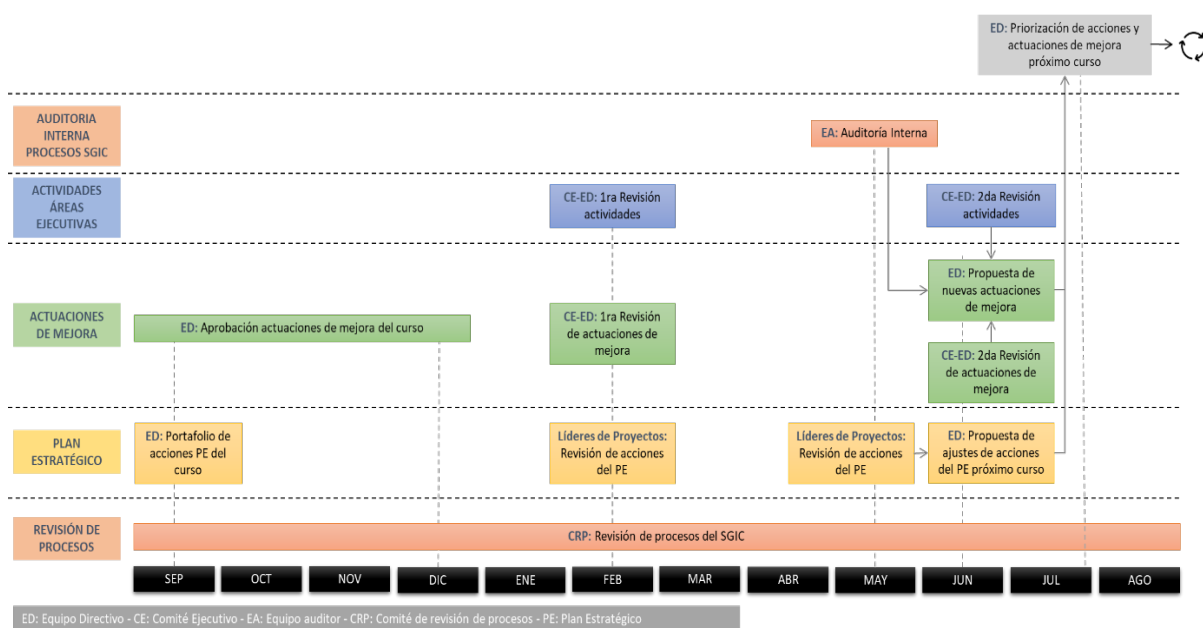 ED: Priorización de acciones y
actuaciones de mejora
próximo curso
AUDITORIA
INTERNA
PROCESOS SGIC
EA: Auditoría Interna
ACTIVIDADES
ÁREAS
EJECUTIVAS
CE-ED: 1ra Revisión
actividades
CE-ED: 2da Revisión
actividades
ACTUACIONES
DE MEJORA
ED: Aprobación actuaciones de mejora del curso
CE-ED: 1ra Revisión
de actuaciones de
mejora
ED: Propuesta de
nuevas actuaciones
de mejora
CE-ED: 2da Revisión
de actuaciones de
mejora
PLAN
ESTRATÉGICO
ED: Portafolio de
acciones PE del
curso
Líderes de Proyectos:
Revisión de acciones
del PE
Líderes de Proyectos:
Revisión de acciones
del PE
ED: Propuesta de
ajustes de acciones
del PE próximo curso
REVISIÓN DE
PROCESOS
CRP: Revisión de procesos del SGIC
SEP OCT NOV DIC ENE FEB MAR ABR MAY JUN JUL AGO
ED: Equipo Directivo - CE: Comité Ejecutivo - EA: Equipo auditor - CRP: Comité de revisión de procesos - PE: Plan Estratégico